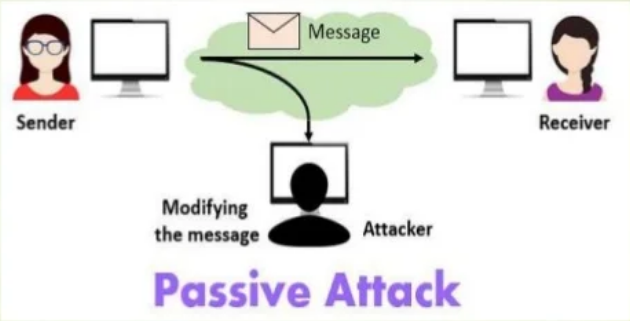 Message
Sender
Receiver
Modifying
the message
Attacker
Passive Attack